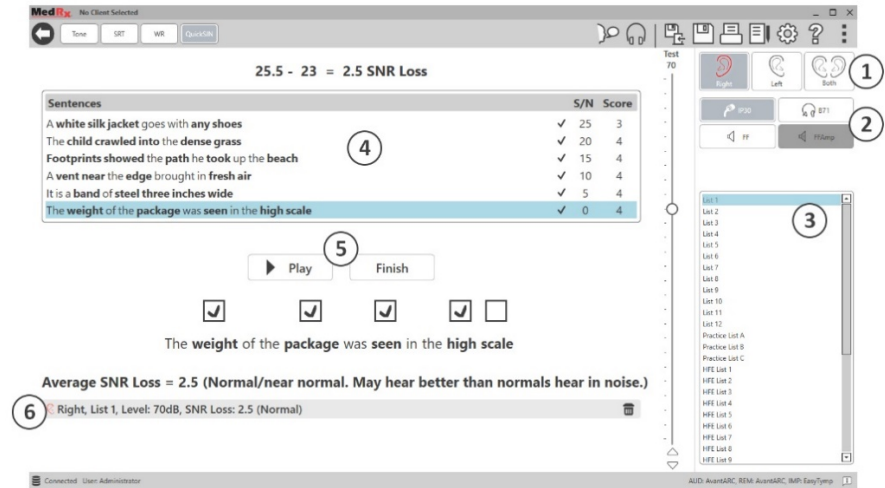 MedRx No Client Selected
Tone SRT WR QuickSIN
Test
70
25.5 - 23 = 2.5 SNR Loss
Sentences S/N Score
A white silk jacket goes with any shoes ✓ 25 3
The child crawled into the dense grass ✓ 20 4
Footprints showed the path he took up the beach ✓ 15 4
A vent near the edge brought in fresh air ✓ 10 4
It is a band of steel three inches wide ✓ 5 4
The weight of the package was seen in the high scale ✓ 0 4
4
5
Play Finish
The weight of the package was seen in the high scale
Average SNR Loss = 2.5 (Normal/near normal. May hear better than normals hear in noise.)
6
Right, List 1, Level: 70dB, SNR Loss: 2.5 (Normal)
Right Left Both
1
IP30 B71
2
FF FFAmp
3
List 1
List 2
List 3
List 4
List 5
List 6
List 7
List 8
List 9
List 10
List 11
List 12
Practice List A
Practice List B
Practice List C
HFE List 1
HFE List 2
HFE List 3
HFE List 4
HFE List 5
HFE List 6
HFE List 7
HFE List 8
HFE List 9
Connected User: Administrator
AUD: AvantARC, REM: AvantARC, IMP: EasyTymp